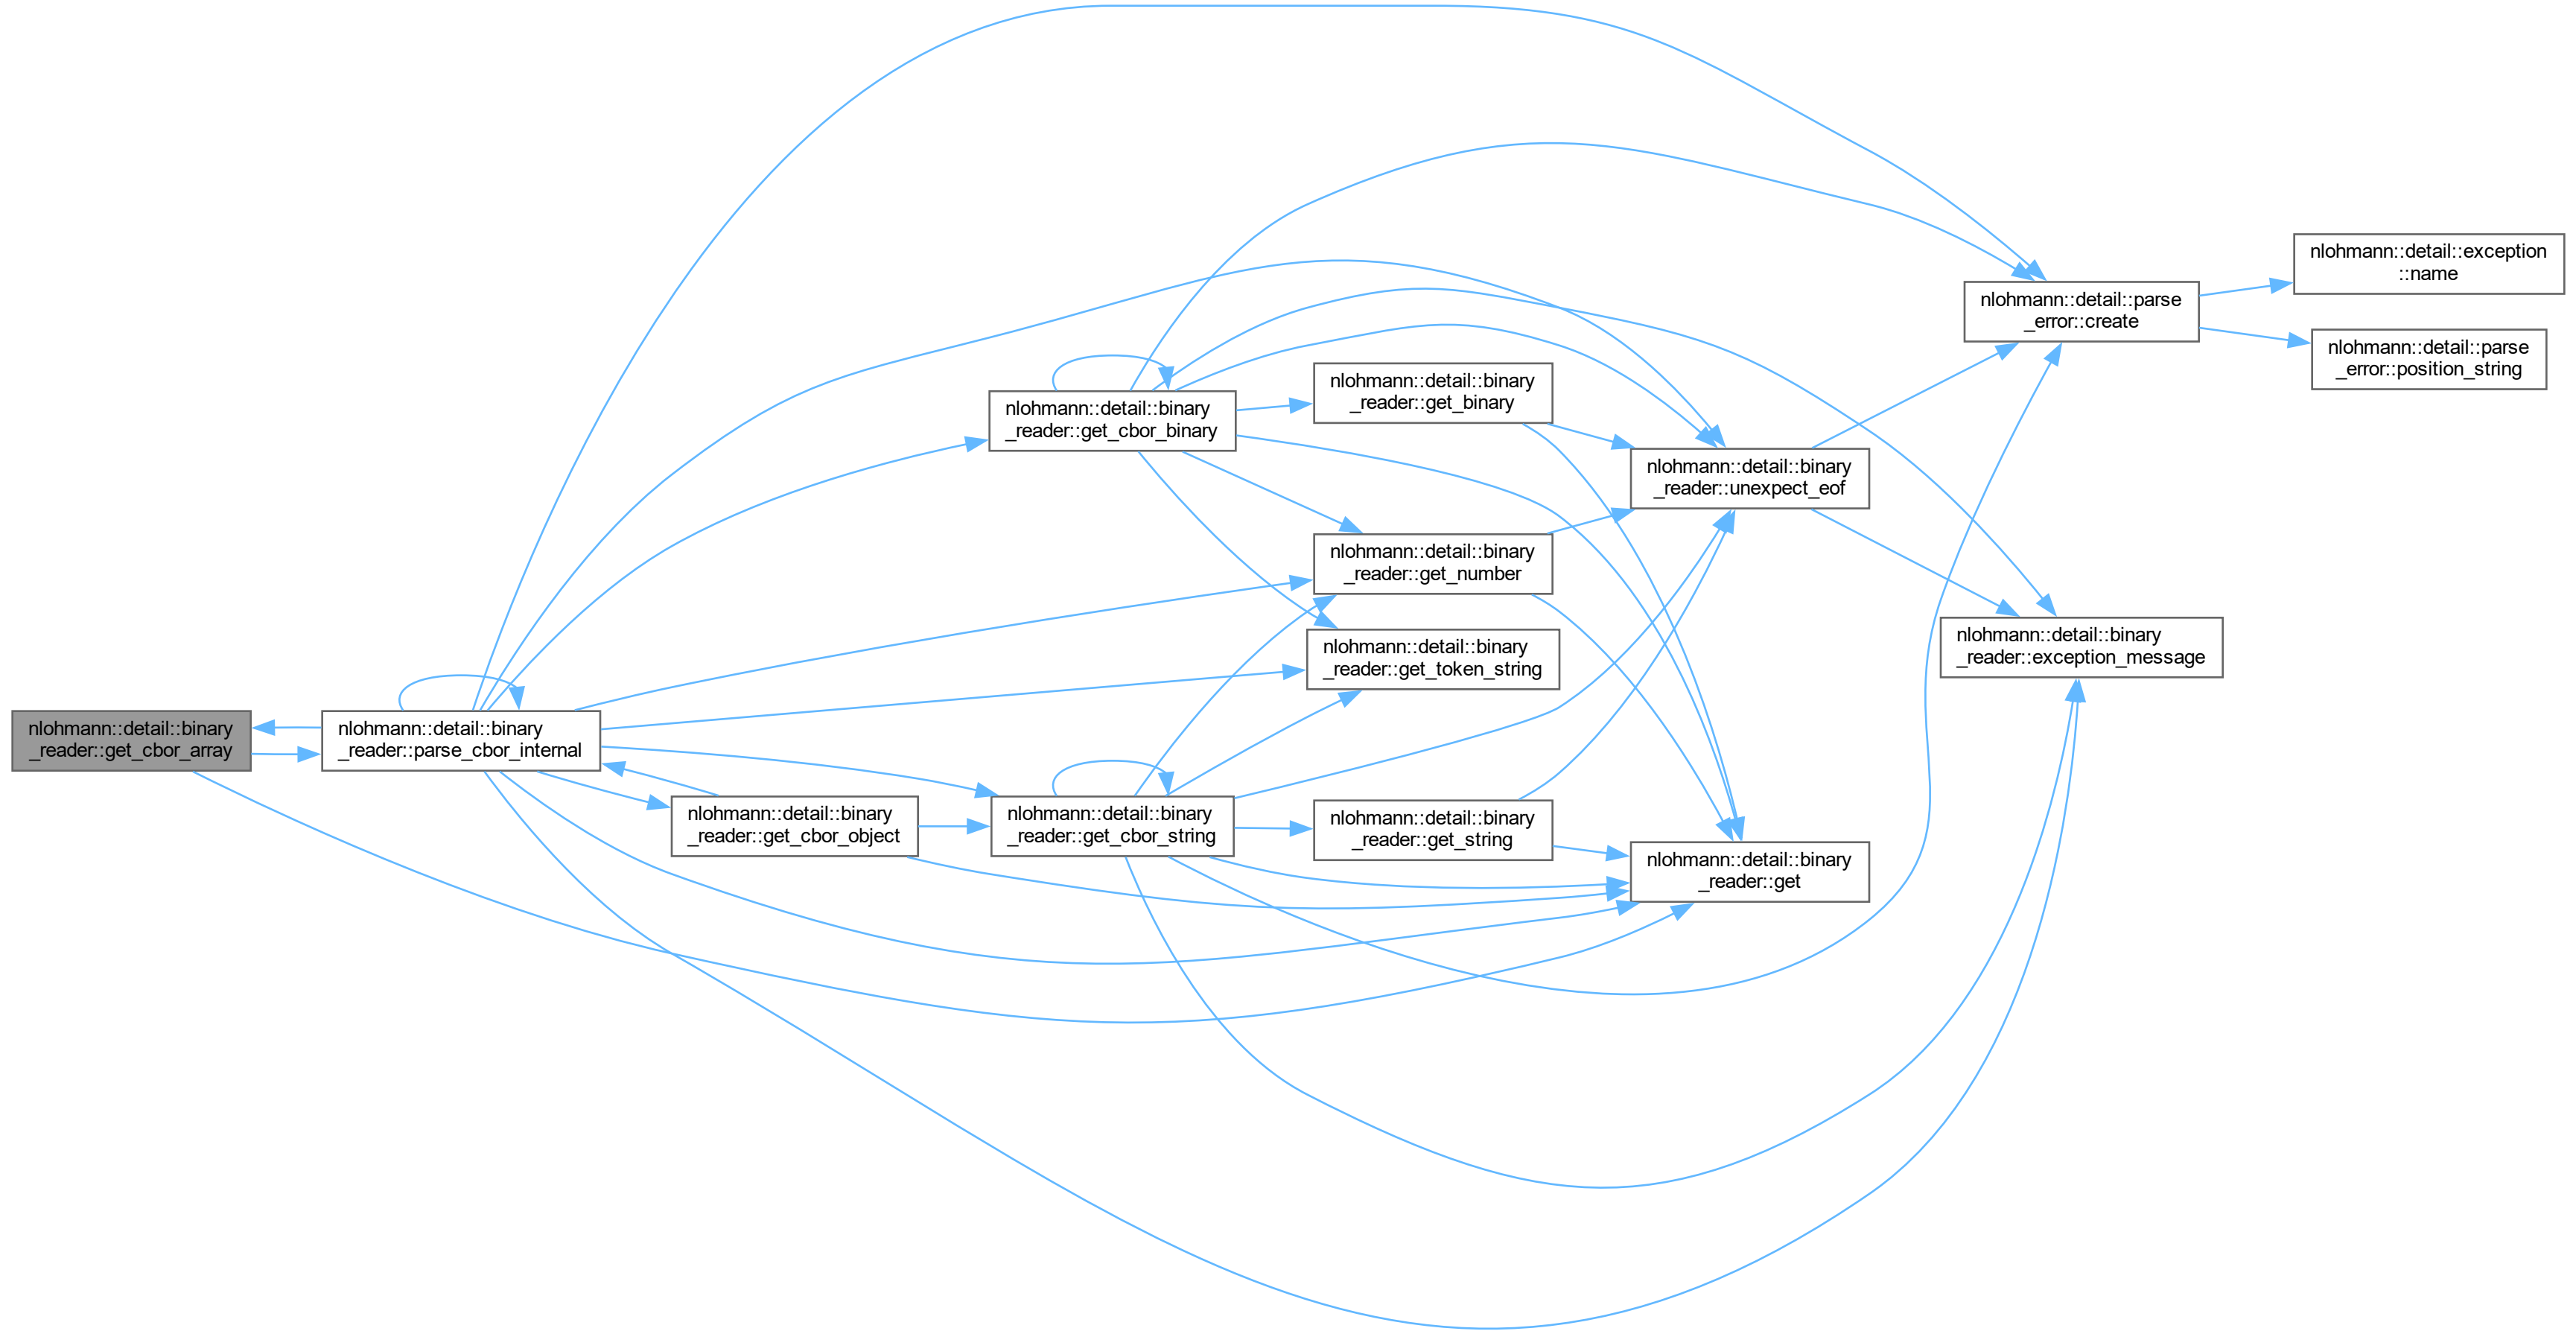 nlohmann::detail::binary
_reader::get_cbor_array
nlohmann::detail::binary
_reader::parse_cbor_internal
nlohmann::detail::binary
_reader::get_cbor_object
nlohmann::detail::binary
_reader::get_cbor_binary
nlohmann::detail::binary
_reader::get_cbor_string
nlohmann::detail::binary
_reader::get_binary
nlohmann::detail::binary
_reader::get_number
nlohmann::detail::binary
_reader::get_token_string
nlohmann::detail::binary
_reader::get_string
nlohmann::detail::binary
_reader::unexpect_eof
nlohmann::detail::binary
_reader::get
nlohmann::detail::parse
_error::create
nlohmann::detail::binary
_reader::exception_message
nlohmann::detail::exception
::name
nlohmann::detail::parse
_error::position_string